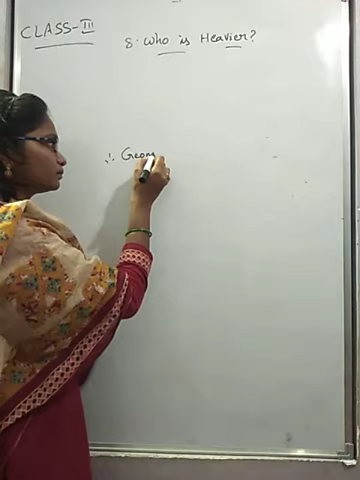 CLASS-III
8. Who is Heavier?
∴ Geom